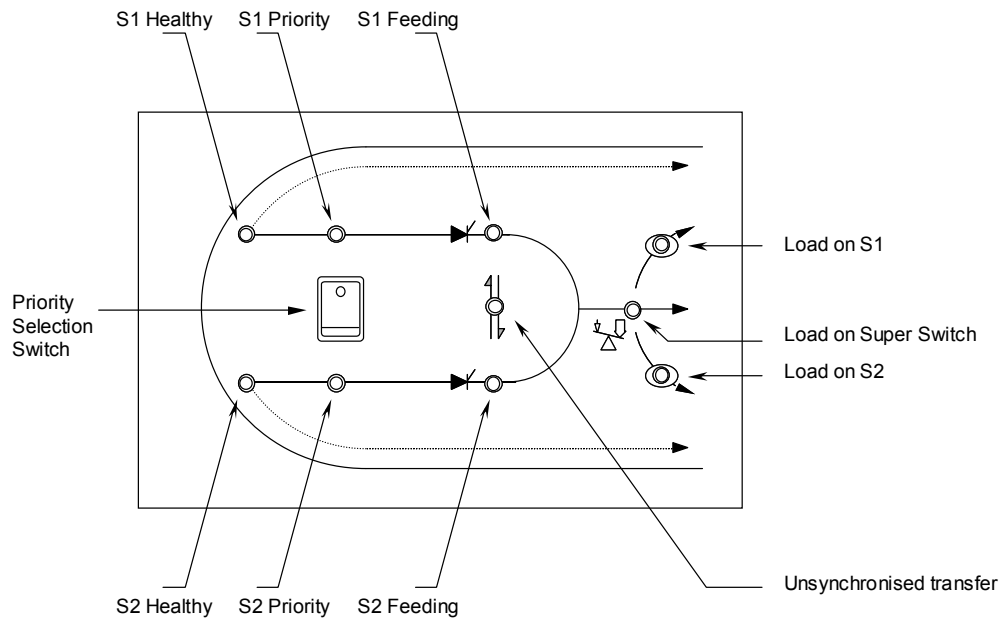 S1 Healthy
S1 Priority
S1 Feeding
Load on S1
Priority
Selection
Switch
Load on Super Switch
Load on S2
Unsynchronised transfer
S2 Healthy
S2 Priority
S2 Feeding